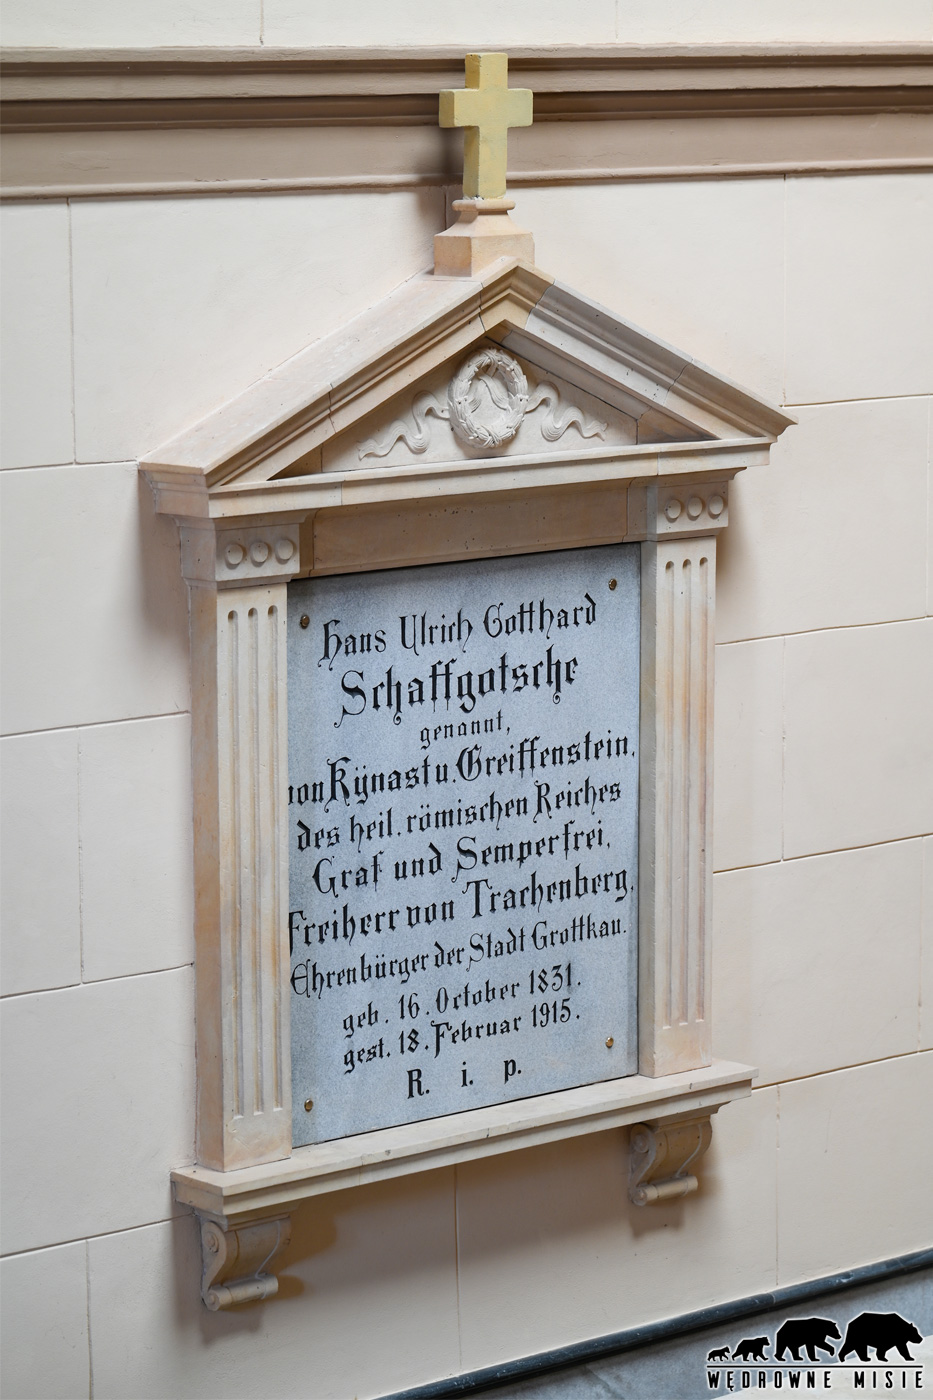 Hans Ulrich Gotthard
Schaffgotsche
genannt,
von Kÿnast u. Greiffenstein,
des heil. römischen Reiches
Graf und Semperfrei,
Freiherr von Trachenberg,
Ehrenbürger der Stadt Grottkau.
geb. 16. October 1831.
gest. 18. Februar 1915.
R. i. p.
WĘDROWNE MISIE